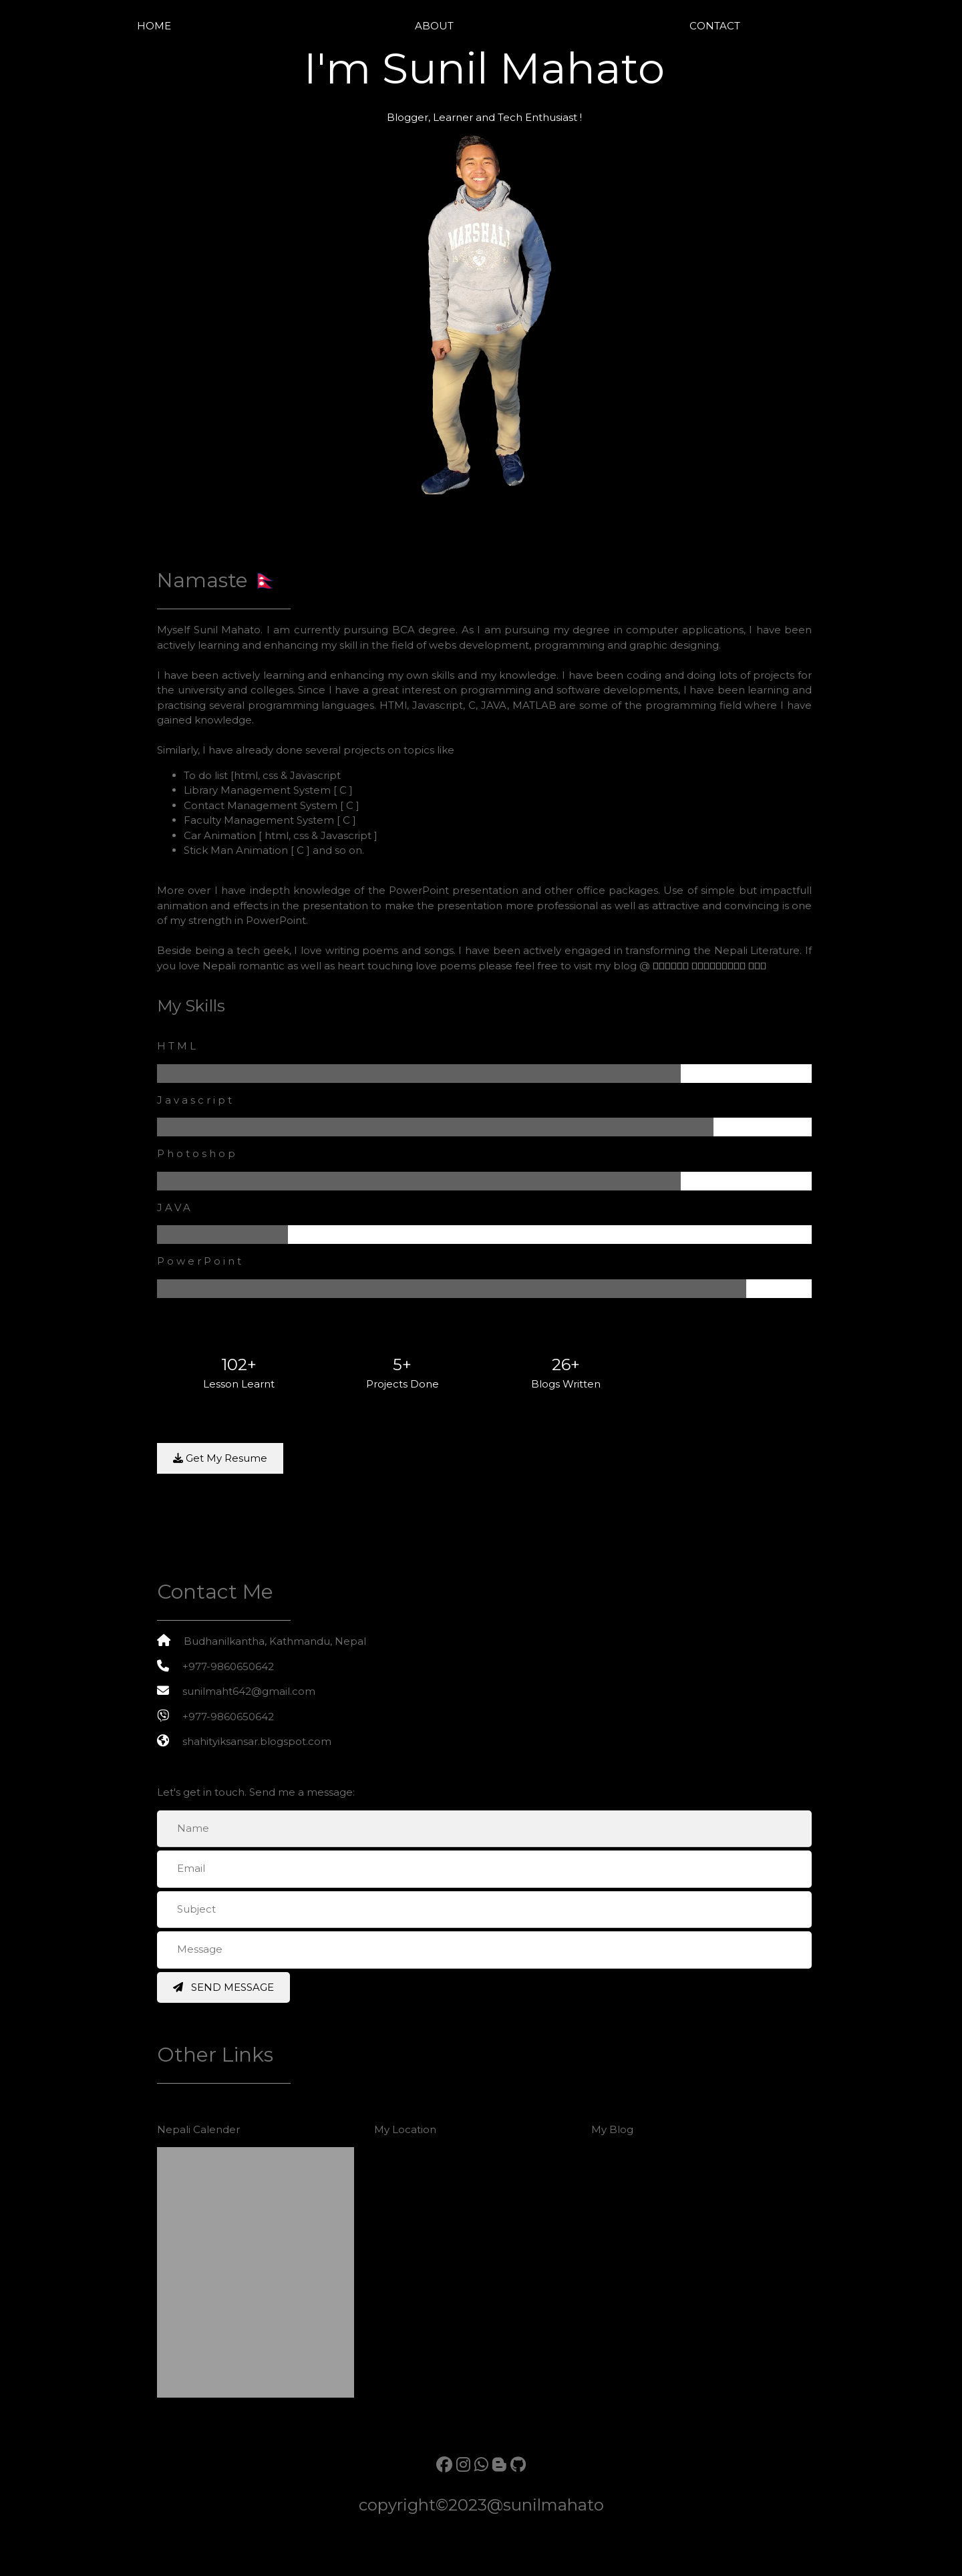 HOME ABOUT CONTACT
I'm Sunil Mahato
Blogger, Learner and Tech Enthusiast !
MARSHALL
Namaste 🇳🇵
Myself Sunil Mahato. I am currently pursuing BCA degree. As I am pursuing my degree in computer applications, I have been
actively learning and enhancing my skill in the field of webs development, programming and graphic designing.
I have been actively learning and enhancing my own skills and my knowledge. I have been coding and doing lots of projects for
the university and colleges. Since I have a great interest on programming and software developments, I have been learning and
practising several programming languages. HTMl, Javascript, C, JAVA, MATLAB are some of the programming field where I have
gained knowledge.
Similarly, I have already done several projects on topics like
• To do list [html, css & Javascript
• Library Management System [ C ]
• Contact Management System [ C ]
• Faculty Management System [ C ]
• Car Animation [ html, css & Javascript ]
• Stick Man Animation [ C ] and so on.
More over I have indepth knowledge of the PowerPoint presentation and other office packages. Use of simple but impactfull
animation and effects in the presentation to make the presentation more professional as well as attractive and convincing is one
of my strength in PowerPoint.
Beside being a tech geek, I love writing poems and songs. I have been actively engaged in transforming the Nepali Literature. If
you love Nepali romantic as well as heart touching love poems please feel free to visit my blog @
My Skills
HTML
Javascript
Photoshop
JAVA
PowerPoint
102+ 5+ 26+
Lesson Learnt Projects Done Blogs Written
Get My Resume
Contact Me
Budhanilkantha, Kathmandu, Nepal
+977-9860650642
sunilmaht642@gmail.com
+977-9860650642
shahityiksansar.blogspot.com
Let's get in touch. Send me a message:
Name
Email
Subject
Message
SEND MESSAGE
Other Links
Nepali Calender My Location My Blog
copyright©2023@sunilmahato